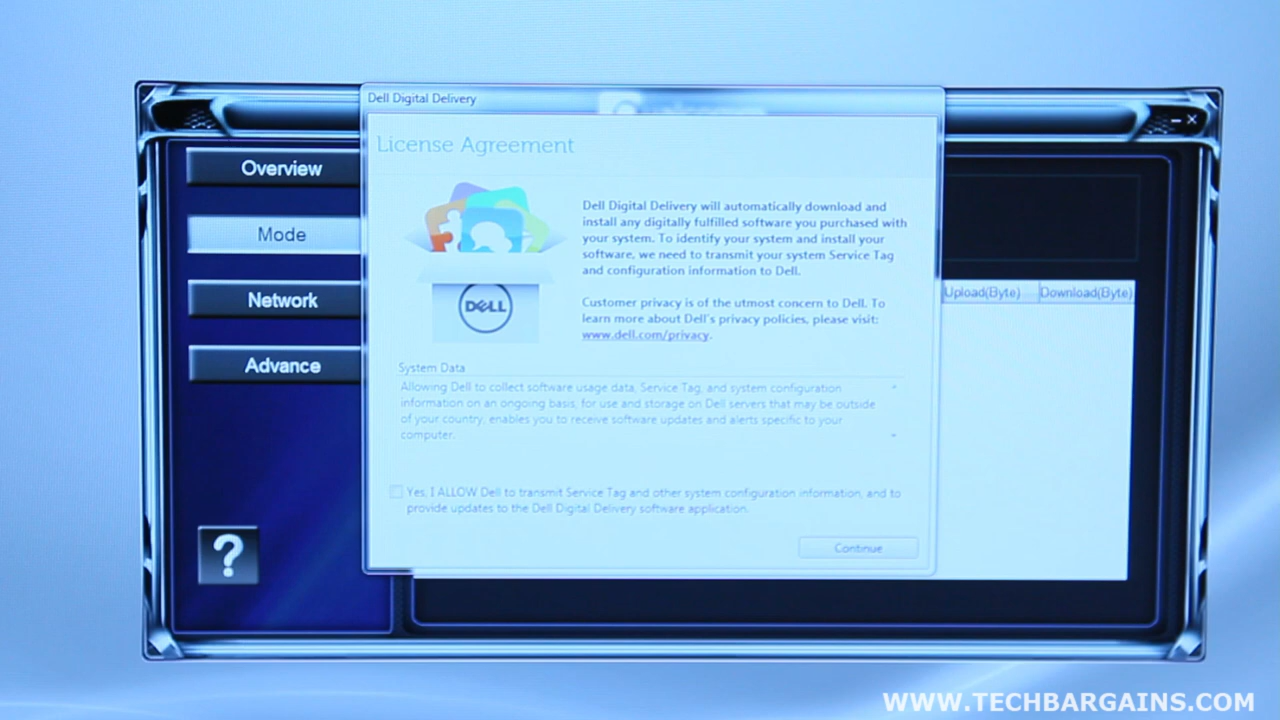 Dell Digital Delivery
License Agreement
Overview
Mode
Network
Advance
?
DELL
Dell Digital Delivery will automatically download and
install any digitally fulfilled software you purchased with
your system. To identify your system and install your
software, we need to transmit your system Service Tag
and configuration information to Dell.
Customer privacy is of the utmost concern to Dell. To
learn more about Dell's privacy policies, please visit:
www.dell.com/privacy.
System Data
Allowing Dell to collect software usage data, Service Tag, and system configuration
information on an ongoing basis, for use and storage on Dell servers that may be outside
of your country, enables you to receive software updates and alerts specific to your
computer.
Yes, I ALLOW Dell to transmit Service Tag and other system configuration information, and to
provide updates to the Dell Digital Delivery software application.
Continue
Upload(Byte) Download(Byte)
WWW.TECHBARGAINS.COM